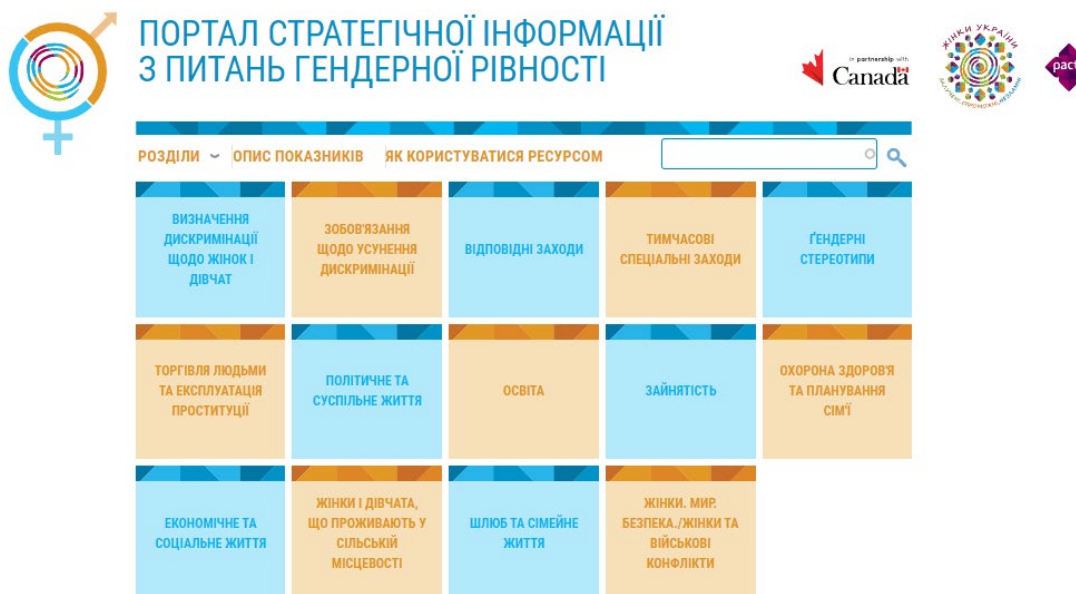 ПОРТАЛ СТРАТЕГІЧНОЇ ІНФОРМАЦІЇ
З ПИТАНЬ ГЕНДЕРНОЇ РІВНОСТІ
in partnership with
Canada
ЖІНКИ УКРАЇНИ
pact
РОЗДІЛИ
ОПИС ПОКАЗНИКІВ
ЯК КОРИСТУВАТИСЯ РЕСУРСОМ
ВИЗНАЧЕННЯ
ДИСКРИМІНАЦІЇ
ЩОДО ЖІНОК І
ДІВЧАТ
ЗОБОВ'ЯЗАННЯ
ЩОДО УСУНЕННЯ
ДИСКРИМІНАЦІЇ
ВІДПОВІДНІ ЗАХОДИ
ТИМЧАСОВІ
СПЕЦІАЛЬНІ ЗАХОДИ
ҐЕНДЕРНІ
СТЕРЕОТИПИ
ТОРГІВЛЯ ЛЮДЬМИ
ТА ЕКСПЛУАТАЦІЯ
ПРОСТИТУЦІЇ
ПОЛІТИЧНЕ ТА
СУСПІЛЬНЕ ЖИТТЯ
ОСВІТА
ЗАЙНЯТІСТЬ
ОХОРОНА ЗДОРОВ'Я
ТА ПЛАНУВАННЯ
СІМ'Ї
ЕКОНОМІЧНЕ ТА
СОЦІАЛЬНЕ ЖИТТЯ
ЖІНКИ І ДІВЧАТА,
ЩО ПРОЖИВАЮТЬ У
СІЛЬСЬКІЙ
МІСЦЕВОСТІ
ШЛЮБ ТА СІМЕЙНЕ
ЖИТТЯ
ЖІНКИ. МИР.
БЕЗПЕКА./ЖІНКИ ТА
ВІЙСЬКОВІ
КОНФЛІКТИ